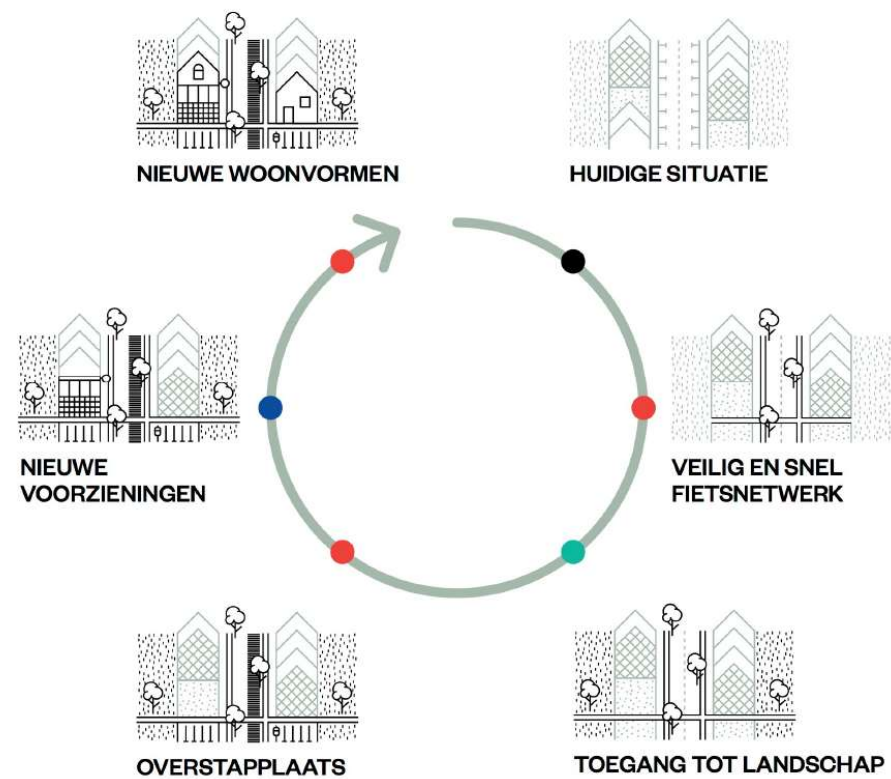 NIEUWE WOONVORMEN
HUIDIGE SITUATIE
NIEUWE
VOORZIENINGEN
VEILIG EN SNEL
FIETSNETWERK
OVERSTAPPLAATS
TOEGANG TOT LANDSCHAP